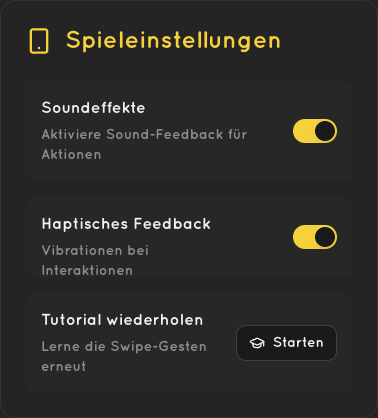 Spieleinstellungen
Soundeffekte
Aktiviere Sound-Feedback für
Aktionen
Haptisches Feedback
Vibrationen bei
Interaktionen
Tutorial wiederholen
Lerne die Swipe-Gesten
erneut
Starten